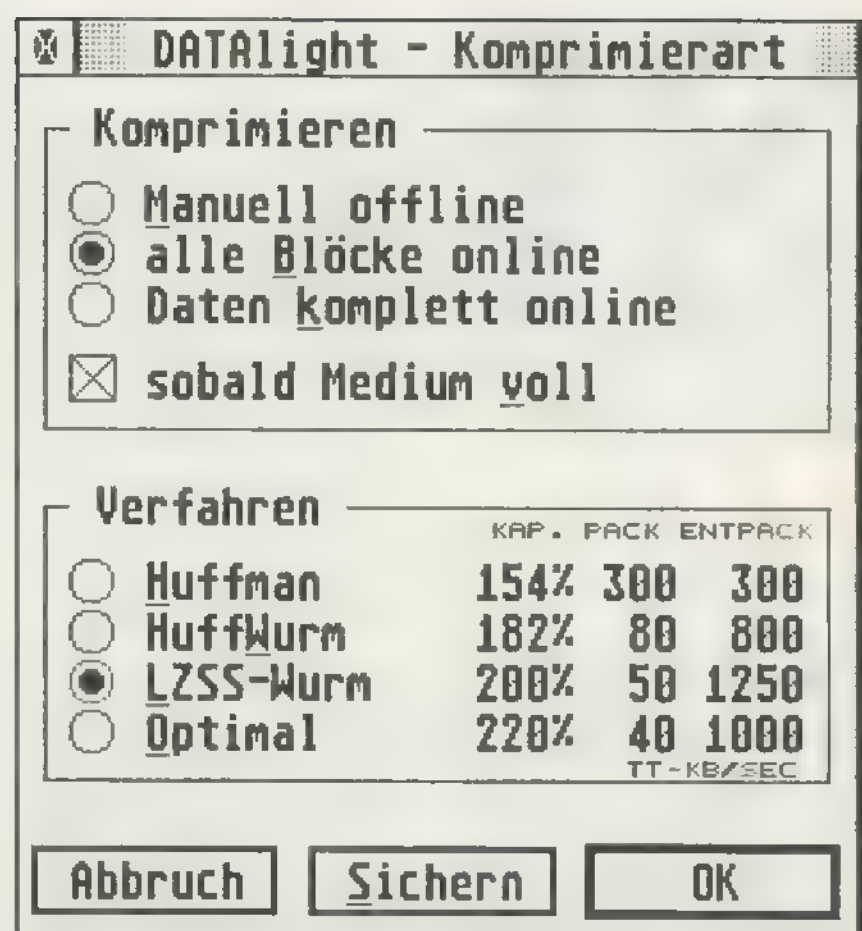 DATAlight - Komprimierart
Komprimieren
Manuell offline
alle Blöcke online
Daten komplett online
sobald Medium voll
Verfahren
KAP. PACK ENTPACK
Huffman 154% 300 300
HuffWurm 182% 80 800
LZSS-Wurm 200% 50 1250
Optimal 220% 40 1000
TT-KB/SEC
Abbruch Sichern OK